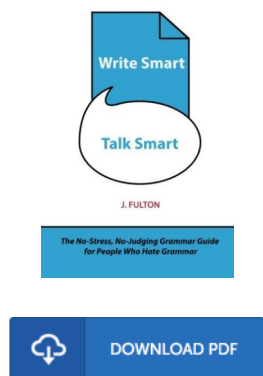 Write Smart
Talk Smart
J. FULTON
The No-Stress, No-Judging Grammar Guide
for People Who Hate Grammar
DOWNLOAD PDF